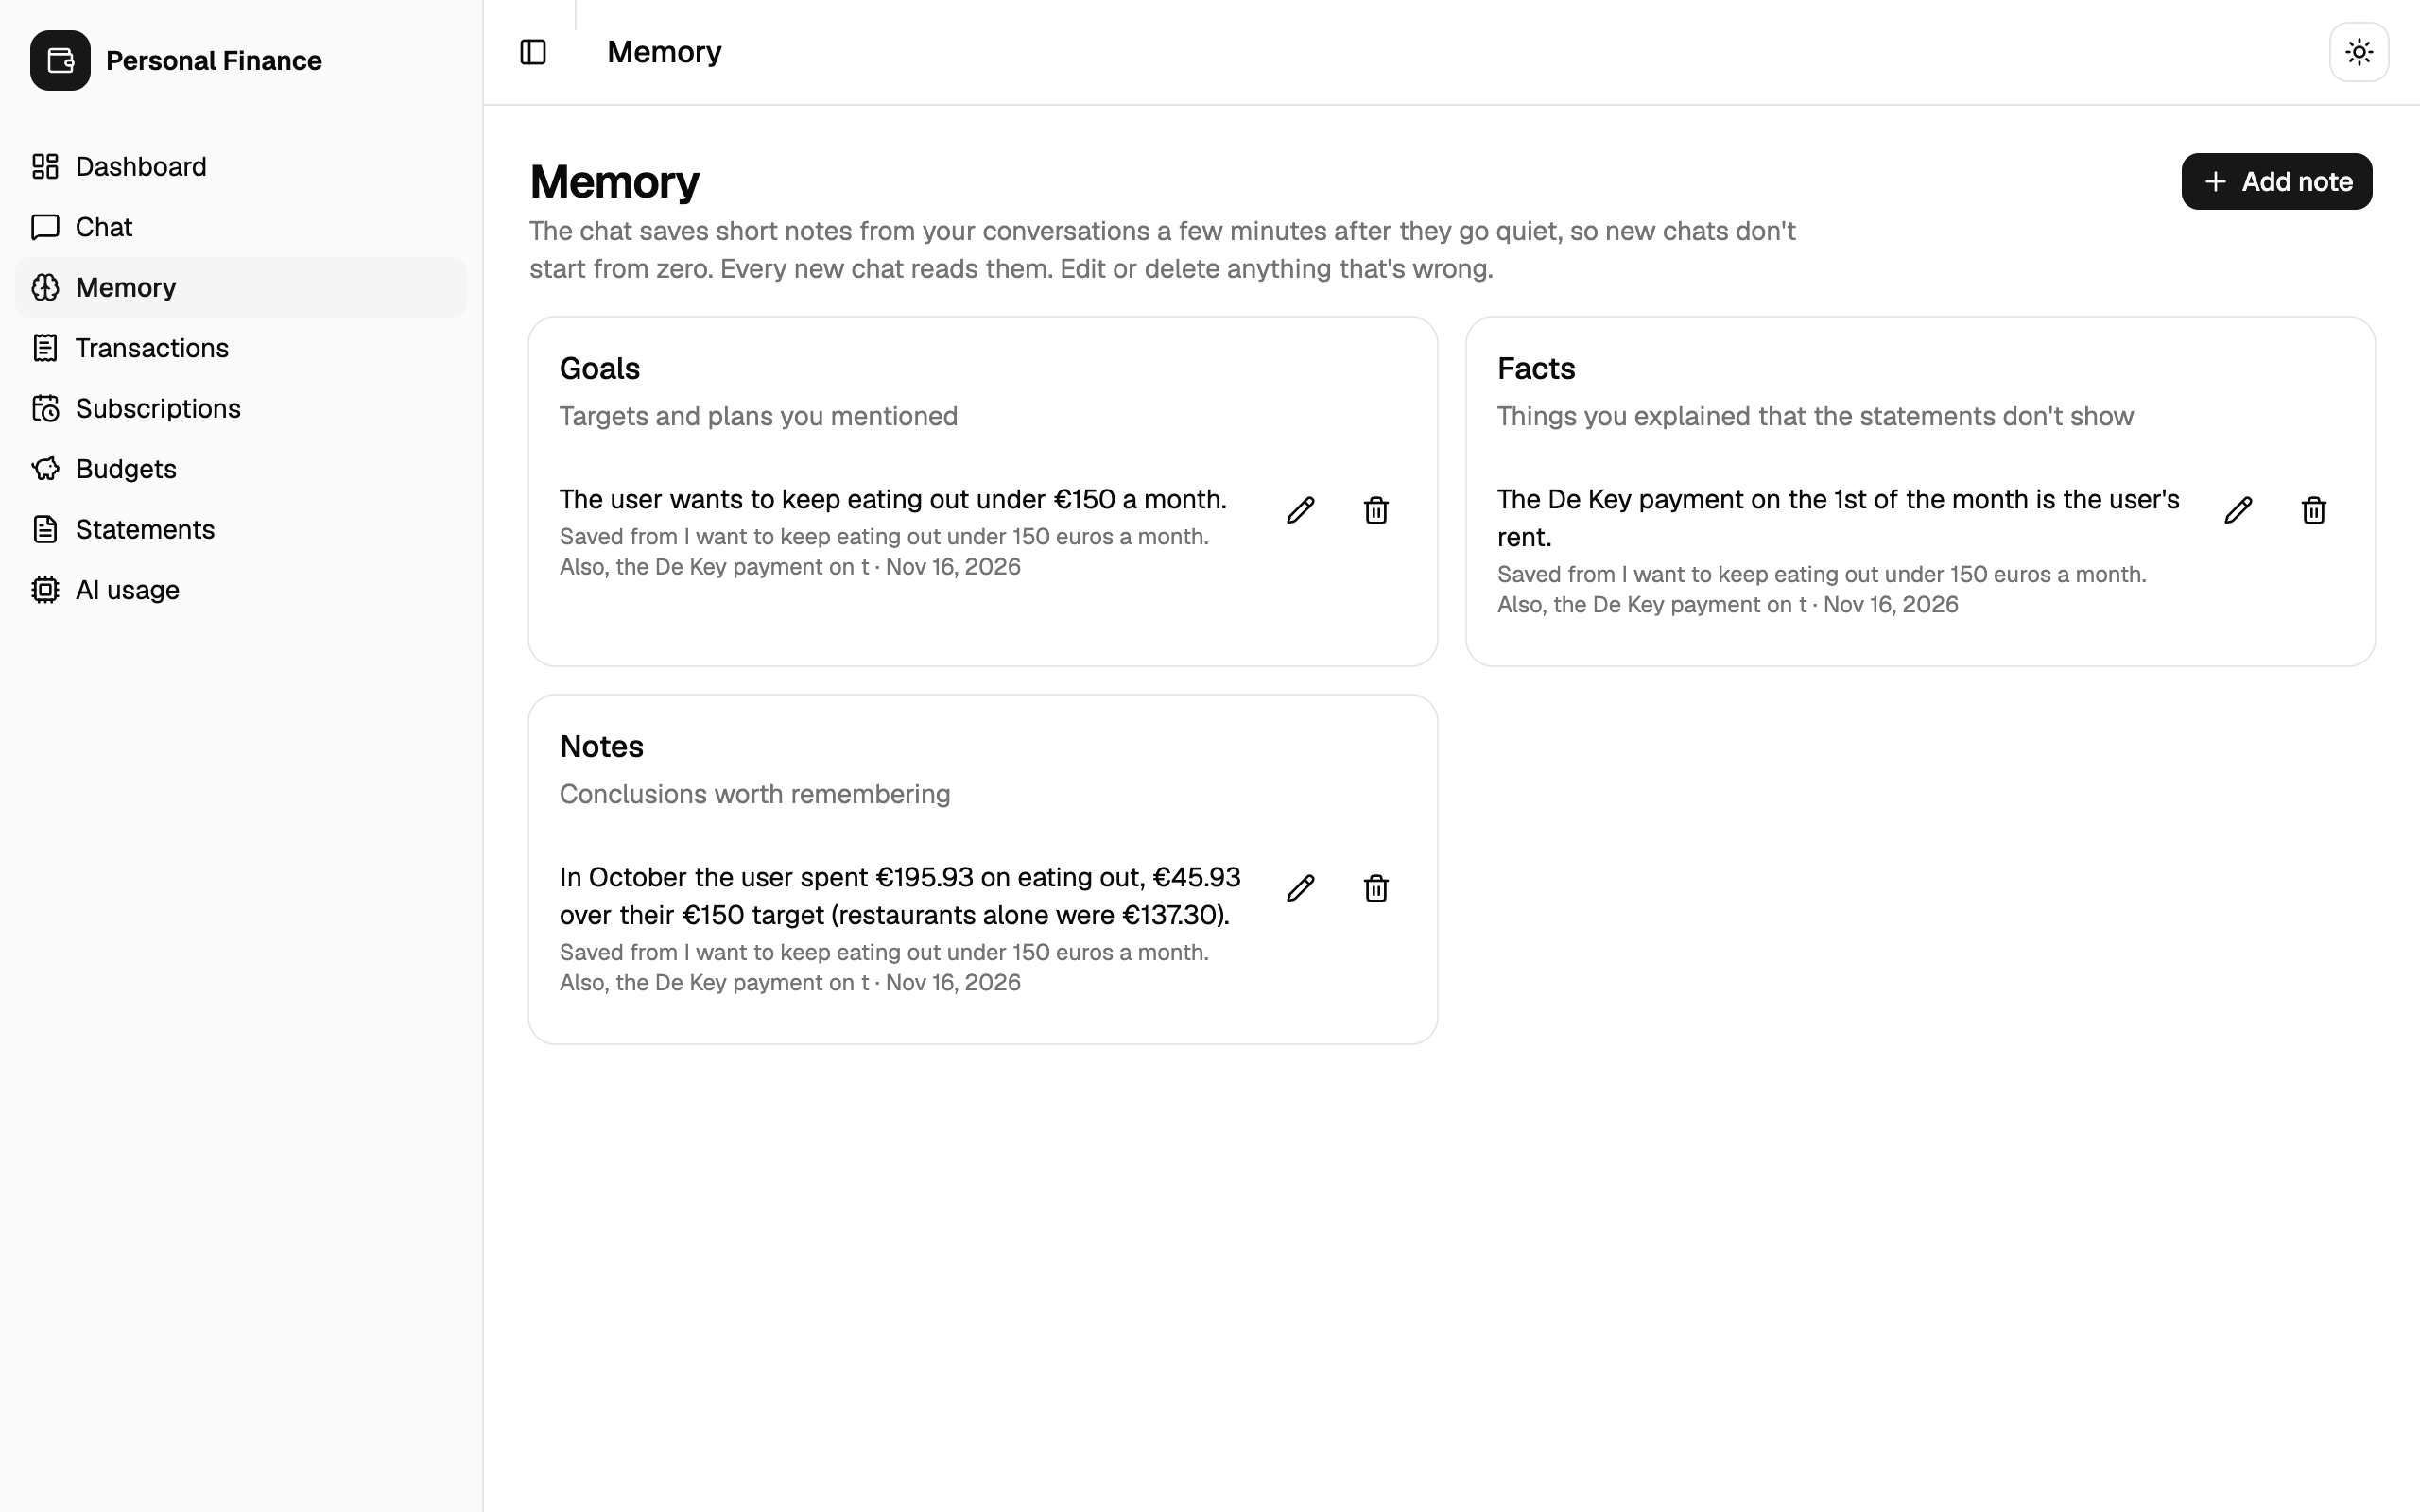 Personal Finance
Dashboard
Chat
Memory
Transactions
Subscriptions
Budgets
Statements
AI usage
Memory
Memory
Add note
The chat saves short notes from your conversations a few minutes after they go quiet, so new chats don't
start from zero. Every new chat reads them. Edit or delete anything that's wrong.
Goals
Targets and plans you mentioned
The user wants to keep eating out under €150 a month.
Saved from I want to keep eating out under 150 euros a month.
Also, the De Key payment on t · Nov 16, 2026
Facts
Things you explained that the statements don't show
The De Key payment on the 1st of the month is the user's
rent.
Saved from I want to keep eating out under 150 euros a month.
Also, the De Key payment on t · Nov 16, 2026
Notes
Conclusions worth remembering
In October the user spent €195.93 on eating out, €45.93
over their €150 target (restaurants alone were €137.30).
Saved from I want to keep eating out under 150 euros a month.
Also, the De Key payment on t · Nov 16, 2026